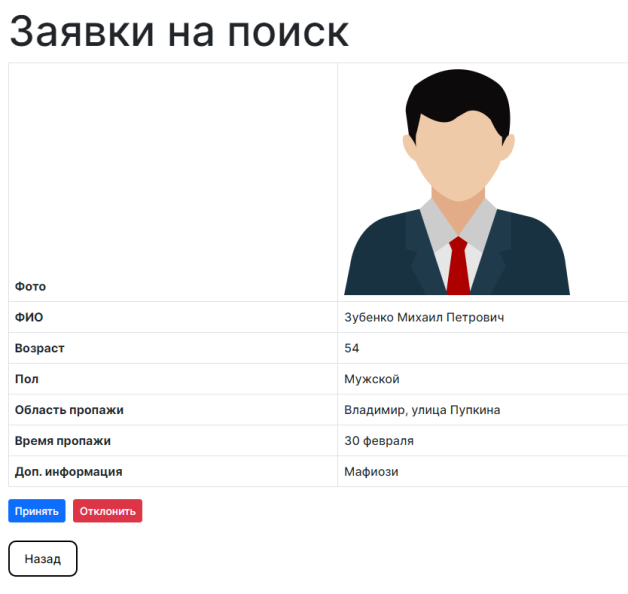 Заявки на поиск
Фото
ФИО Зубенко Михаил Петрович
Возраст 54
Пол Мужской
Область пропажи Владимир, улица Пупкина
Время пропажи 30 февраля
Доп. информация Мафиози
Принять Отклонить
Назад